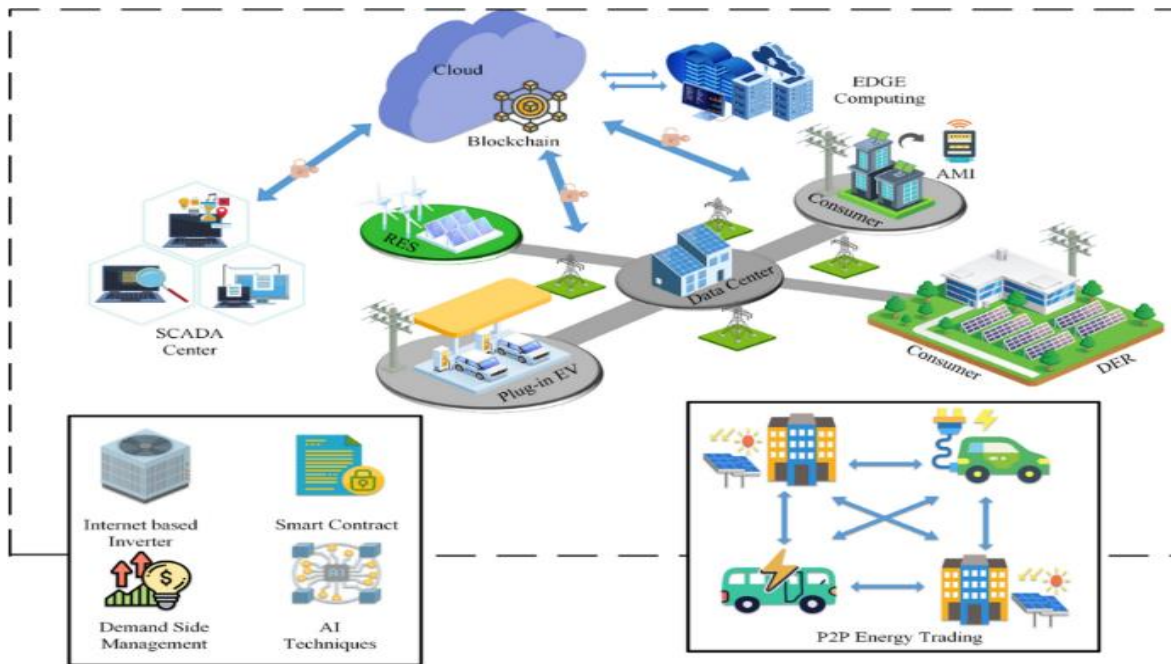 Cloud
EDGE
Computing
Blockchain
AMI
Consumer
RES
Data Center
SCADA
Center
Plug-in EV
Consumer
DER
Internet based
Inverter
Smart Contract
Demand Side
Management
AI
Techniques
P2P Energy Trading